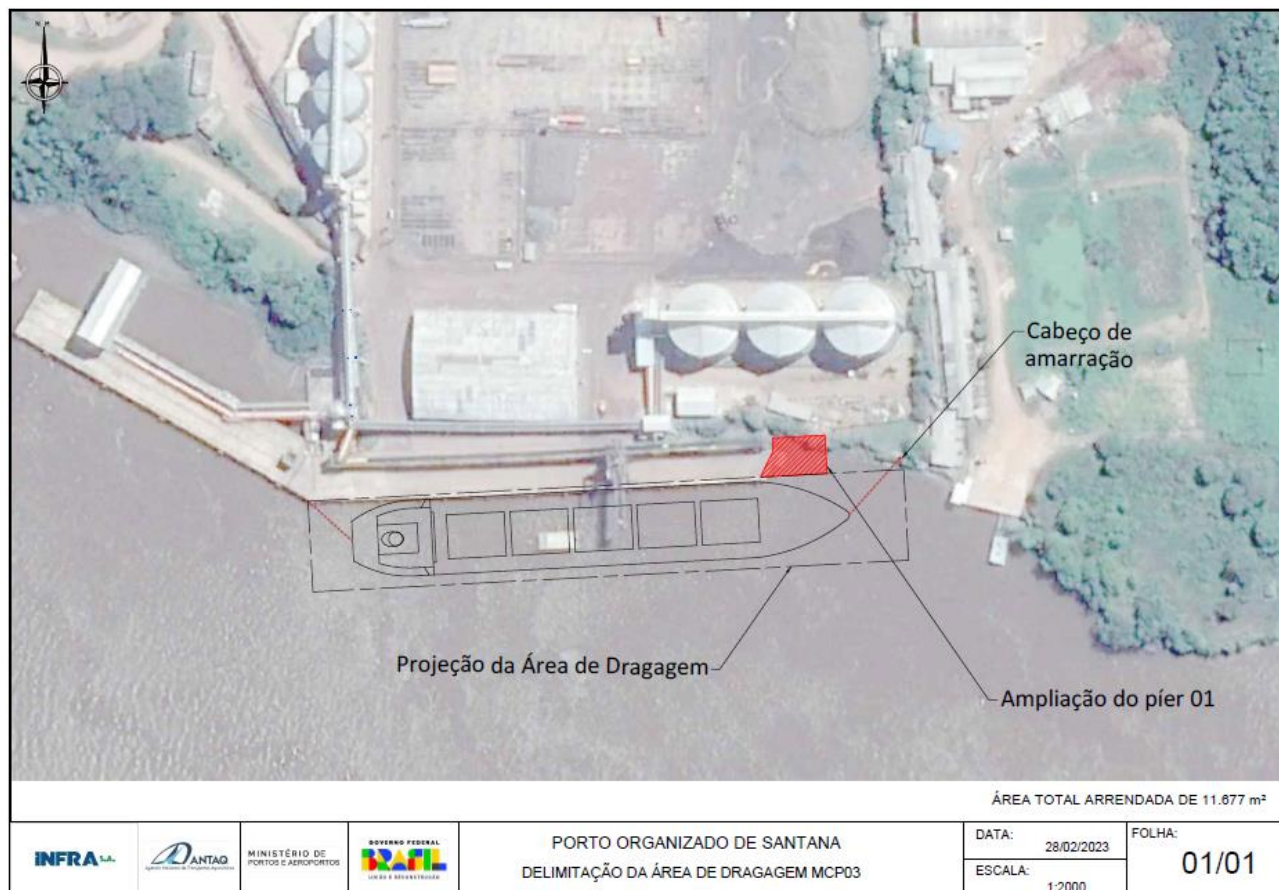 N M
Cabeço de
amarração
Projeção da Área de Dragagem
Ampliação do píer 01
ÁREA TOTAL ARRENDADA DE 11.677 m²
INFRA S.A.
ANTAQ
MINISTÉRIO DE
PORTOS E AEROPORTOS
GOVERNO FEDERAL
BRASIL
UNIÃO E RECONSTRUÇÃO
PORTO ORGANIZADO DE SANTANA
DELIMITAÇÃO DA ÁREA DE DRAGAGEM MCP03
DATA:
28/02/2023
ESCALA:
1:2000
FOLHA:
01/01